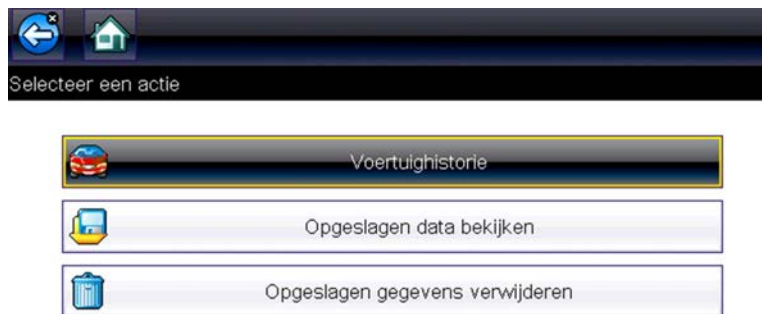 Selecteer een actie
Voertuighistorie
Opgeslagen data bekijken
Opgeslagen gegevens verwijderen